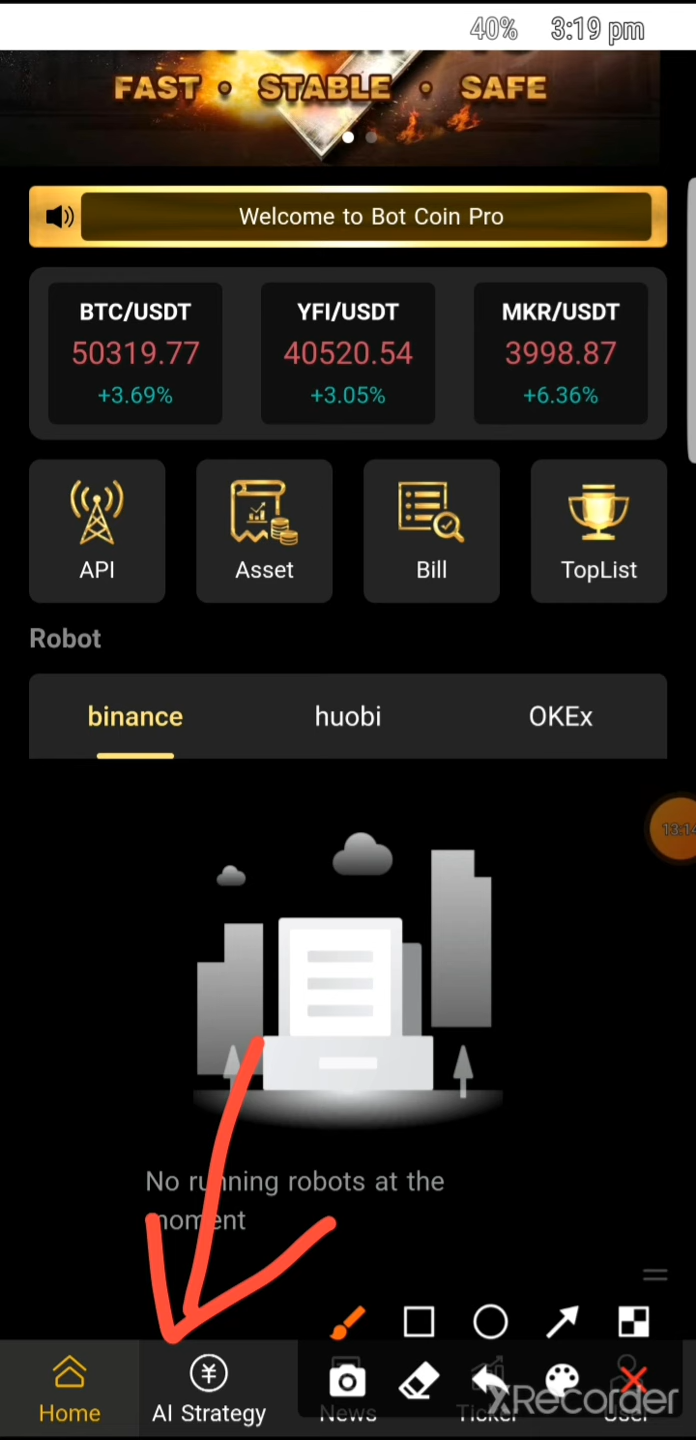 40% 3:19 pm
FAST • STABLE • SAFE
Welcome to Bot Coin Pro
BTC/USDT YFI/USDT MKR/USDT
50319.77 40520.54 3998.87
+3.69% +3.05% +6.36%
API Asset Bill TopList
Robot
binance huobi OKEx
No running robots at the
moment
Home AI Strategy News Ticker User
XRecorder